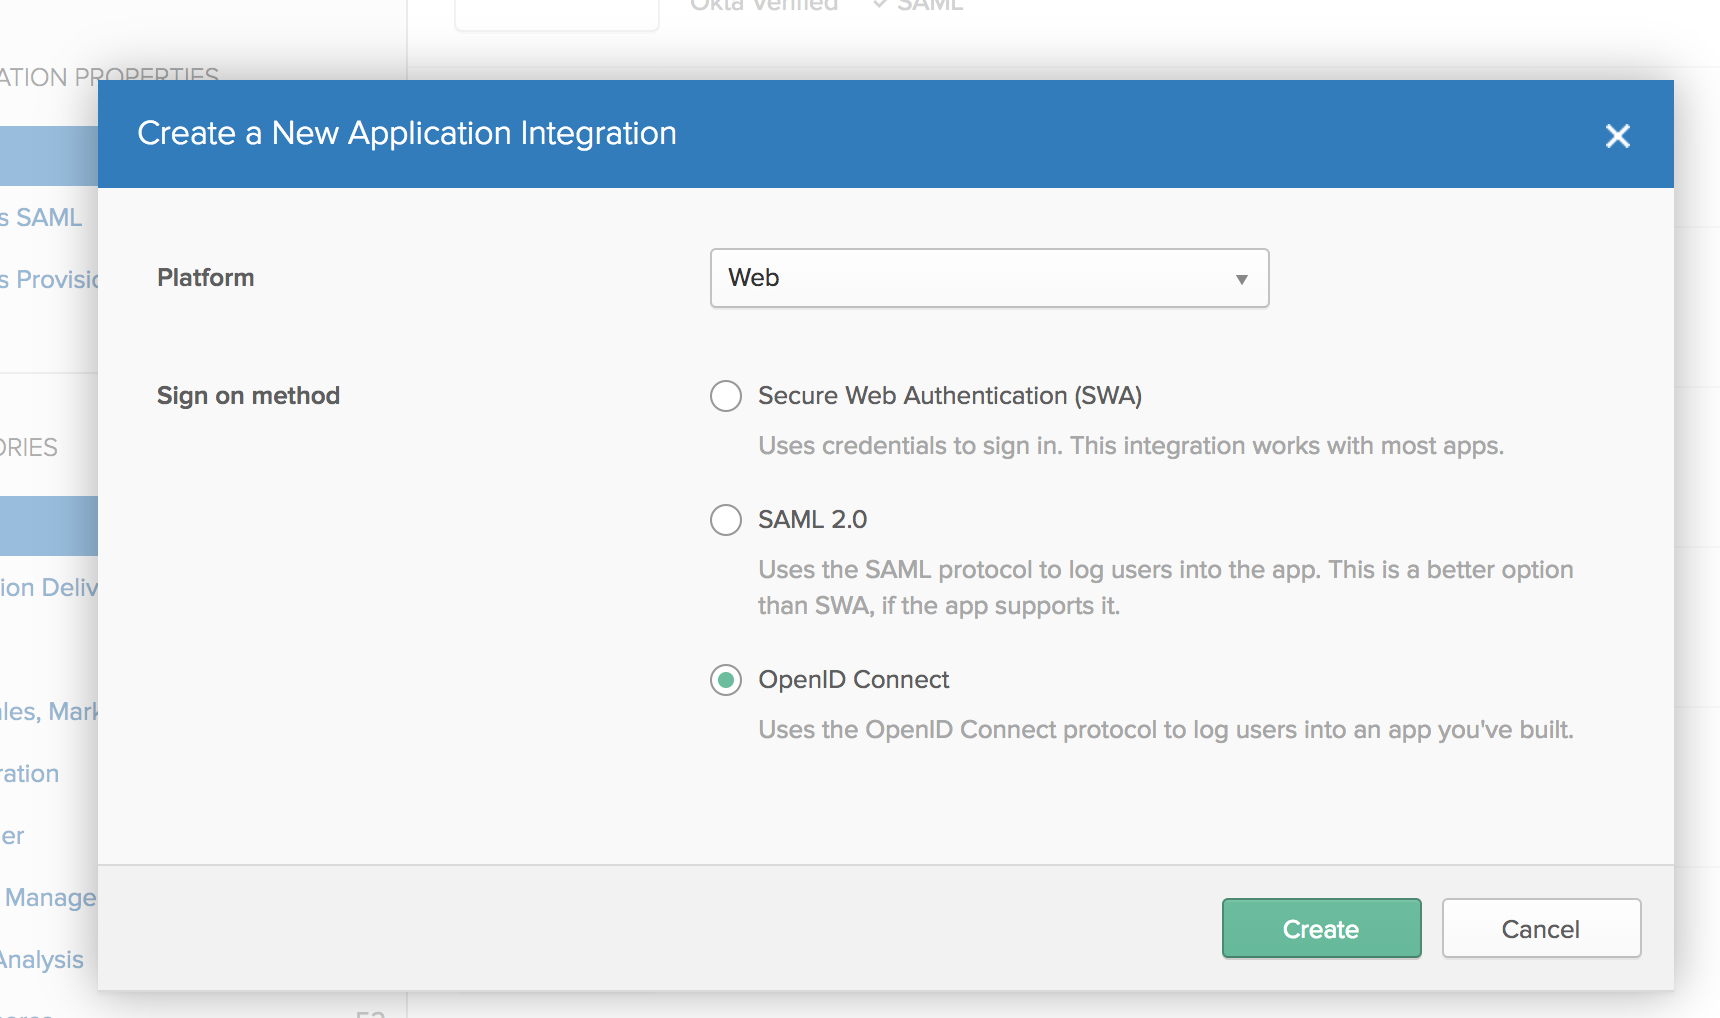 Okta Verified ✓ SAML
ATION PROPERTIES
Create a New Application Integration
s SAML
s Provisio
Platform
Web
Sign on method
Secure Web Authentication (SWA)
Uses credentials to sign in. This integration works with most apps.
ORIES
SAML 2.0
Uses the SAML protocol to log users into the app. This is a better option
than SWA, if the app supports it.
ion Deliv
OpenID Connect
Uses the OpenID Connect protocol to log users into an app you've built.
les, Mark
ration
er
Manage
Analysis
Create
Cancel